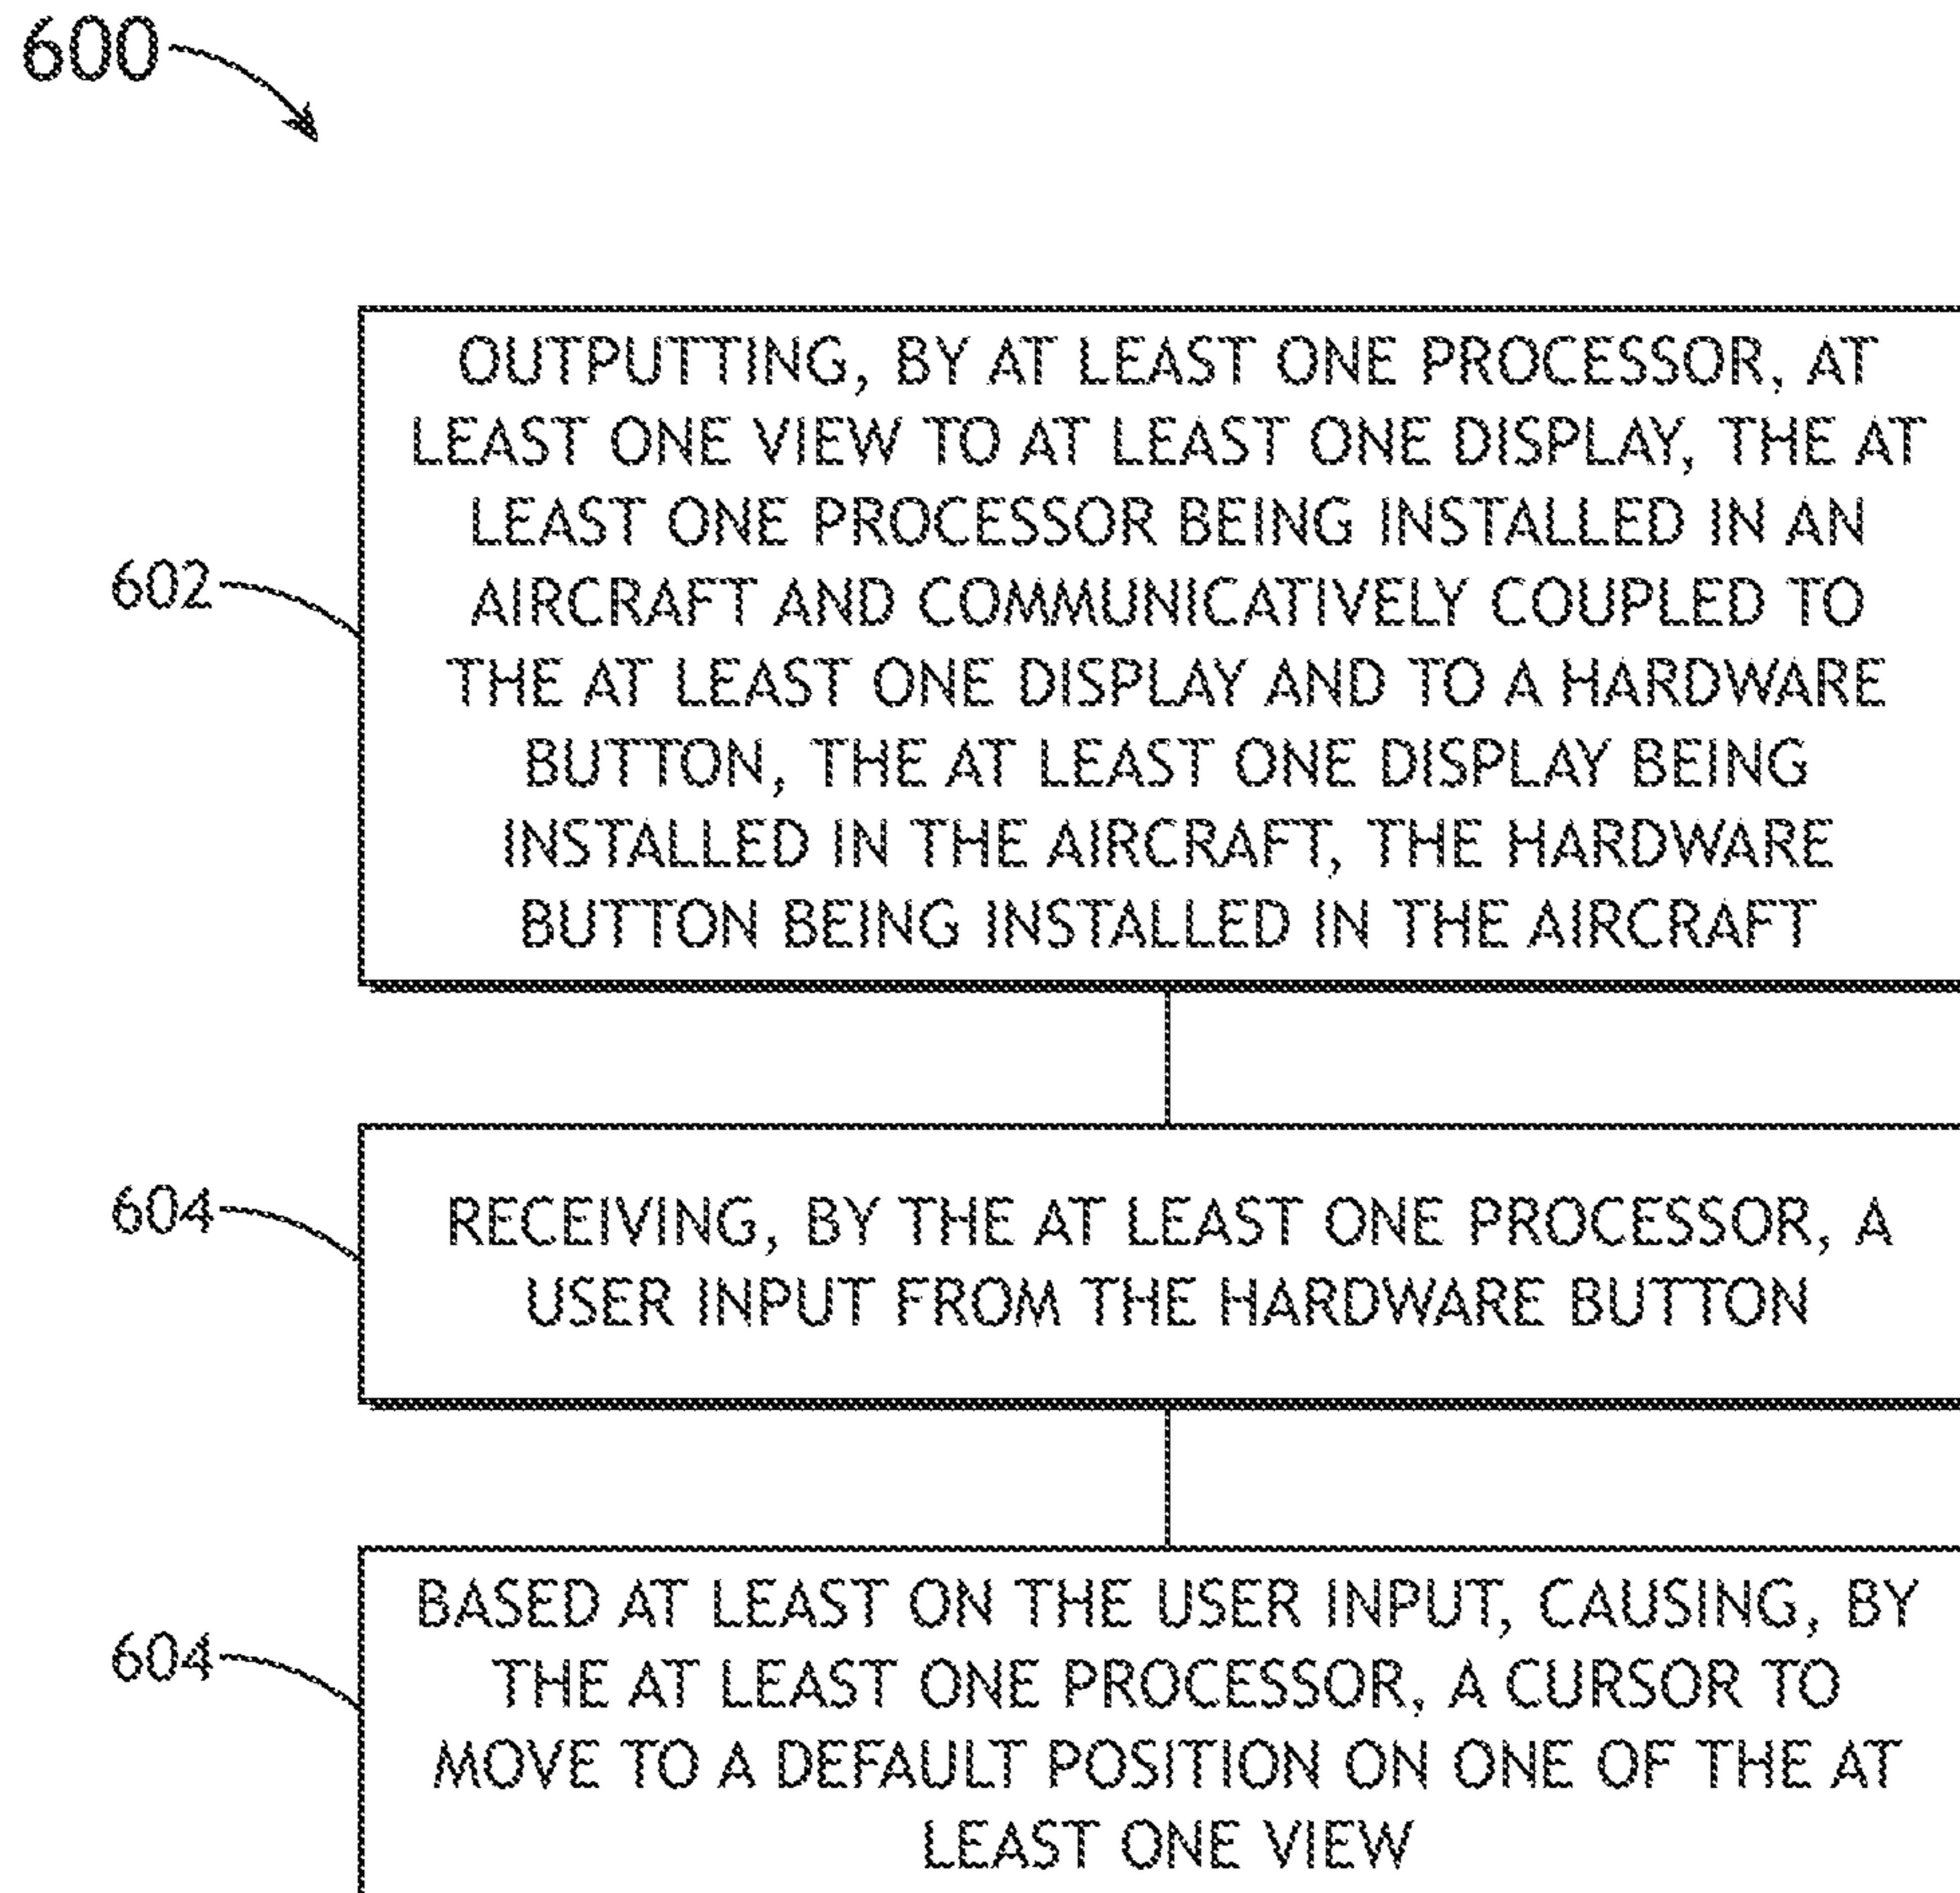 600
OUTPUTTING, BY AT LEAST ONE PROCESSOR, AT
LEAST ONE VIEW TO AT LEAST ONE DISPLAY, THE AT
LEAST ONE PROCESSOR BEING INSTALLED IN AN
AIRCRAFT AND COMMUNICATIVELY COUPLED TO
THE AT LEAST ONE DISPLAY AND TO A HARDWARE
BUTTON, THE AT LEAST ONE DISPLAY BEING
INSTALLED IN THE AIRCRAFT, THE HARDWARE
BUTTON BEING INSTALLED IN THE AIRCRAFT
602
RECEIVING, BY THE AT LEAST ONE PROCESSOR, A
USER INPUT FROM THE HARDWARE BUTTON
604
BASED AT LEAST ON THE USER INPUT, CAUSING, BY
THE AT LEAST ONE PROCESSOR, A CURSOR TO
MOVE TO A DEFAULT POSITION ON ONE OF THE AT
LEAST ONE VIEW
604